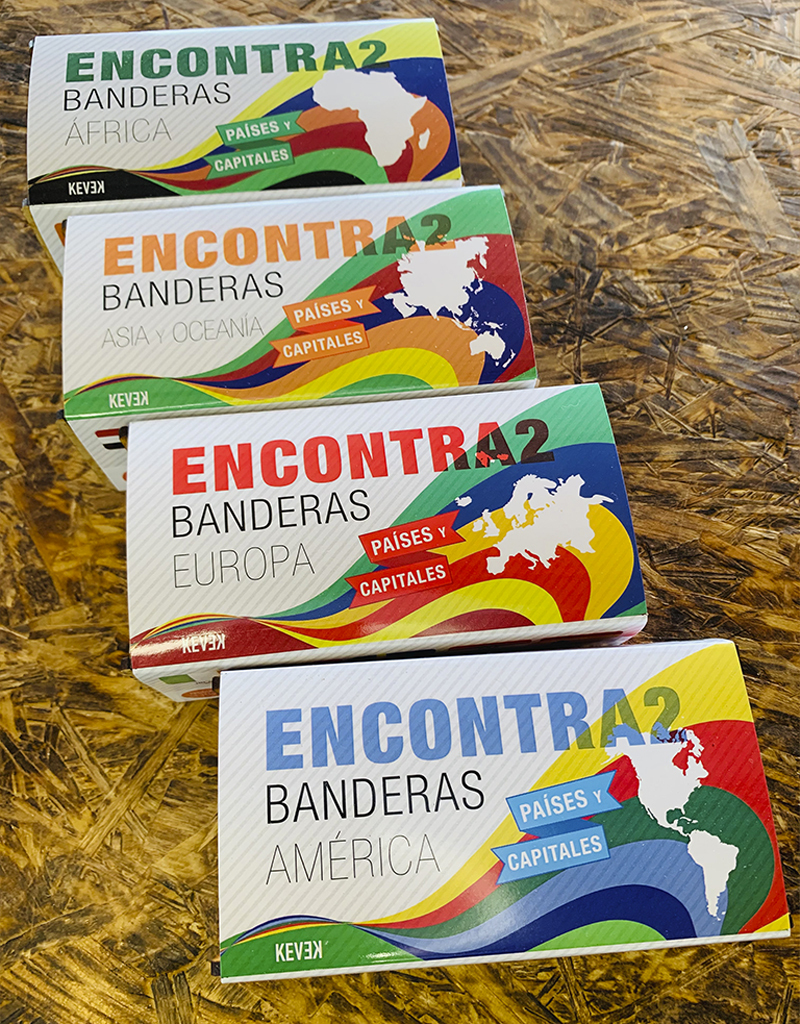 ENCONTRA2
BANDERAS
ÁFRICA
PAÍSES Y
CAPITALES
KEVEK
ENCONTRA2
BANDERAS
ASIA Y OCEANÍA
PAÍSES Y
CAPITALES
KEVEK
ENCONTRA2
BANDERAS
EUROPA
PAÍSES Y
CAPITALES
KEVEK
ENCONTRA2
BANDERAS
AMÉRICA
PAÍSES Y
CAPITALES
KEVEK